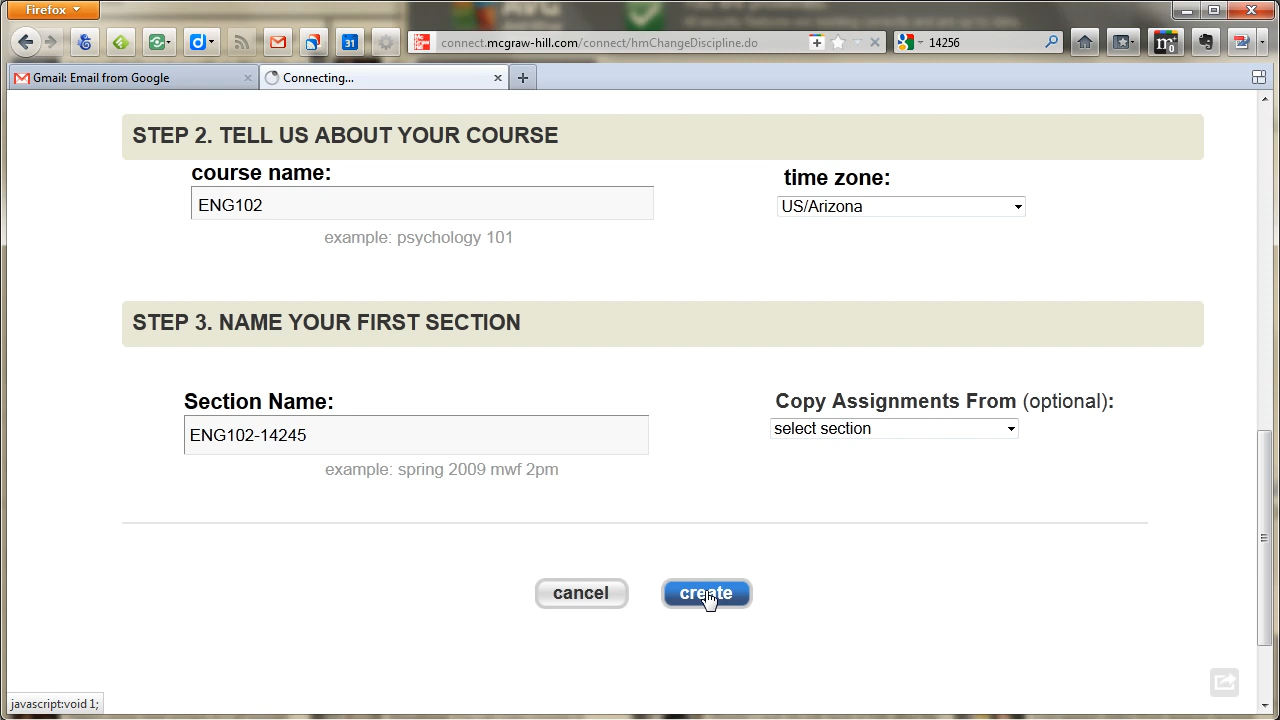 Firefox
connect.mcgraw-hill.com/connect/hmChangeDiscipline.do
14256
Gmail: Email from Google
Connecting...
STEP 2. TELL US ABOUT YOUR COURSE
course name:
time zone:
ENG102
US/Arizona
example: psychology 101
STEP 3. NAME YOUR FIRST SECTION
Section Name:
Copy Assignments From (optional):
ENG102-14245
select section
example: spring 2009 mwf 2pm
cancel
create
javascript:void 1;